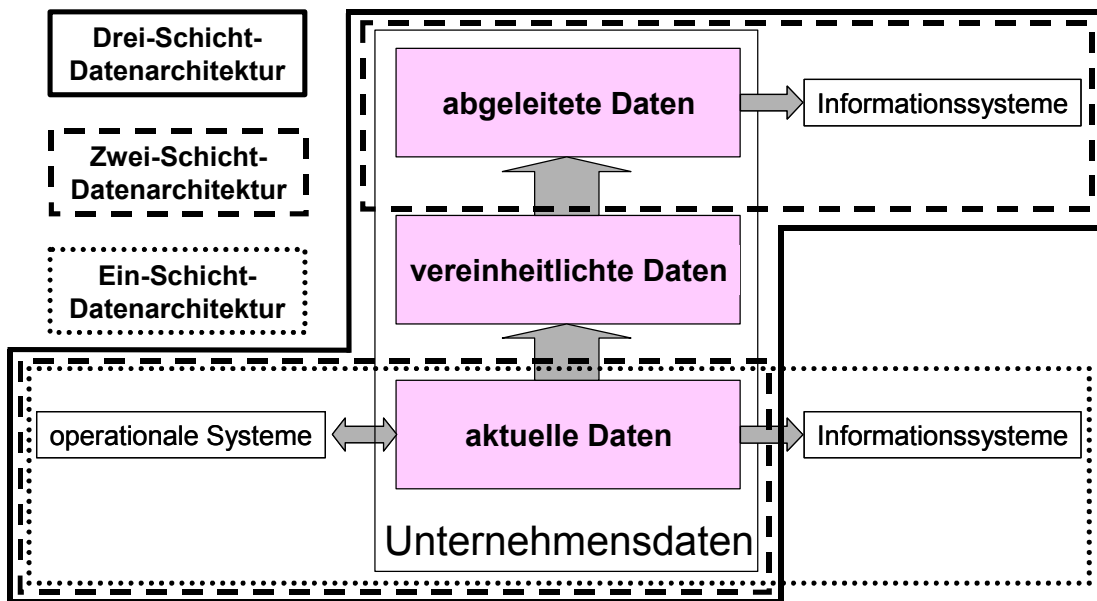 Drei-Schicht-
Datenarchitektur
Zwei-Schicht-
Datenarchitektur
Ein-Schicht-
Datenarchitektur
abgeleitete Daten
Informationssysteme
vereinheitlichte Daten
operationale Systeme
aktuelle Daten
Informationssysteme
Unternehmensdaten